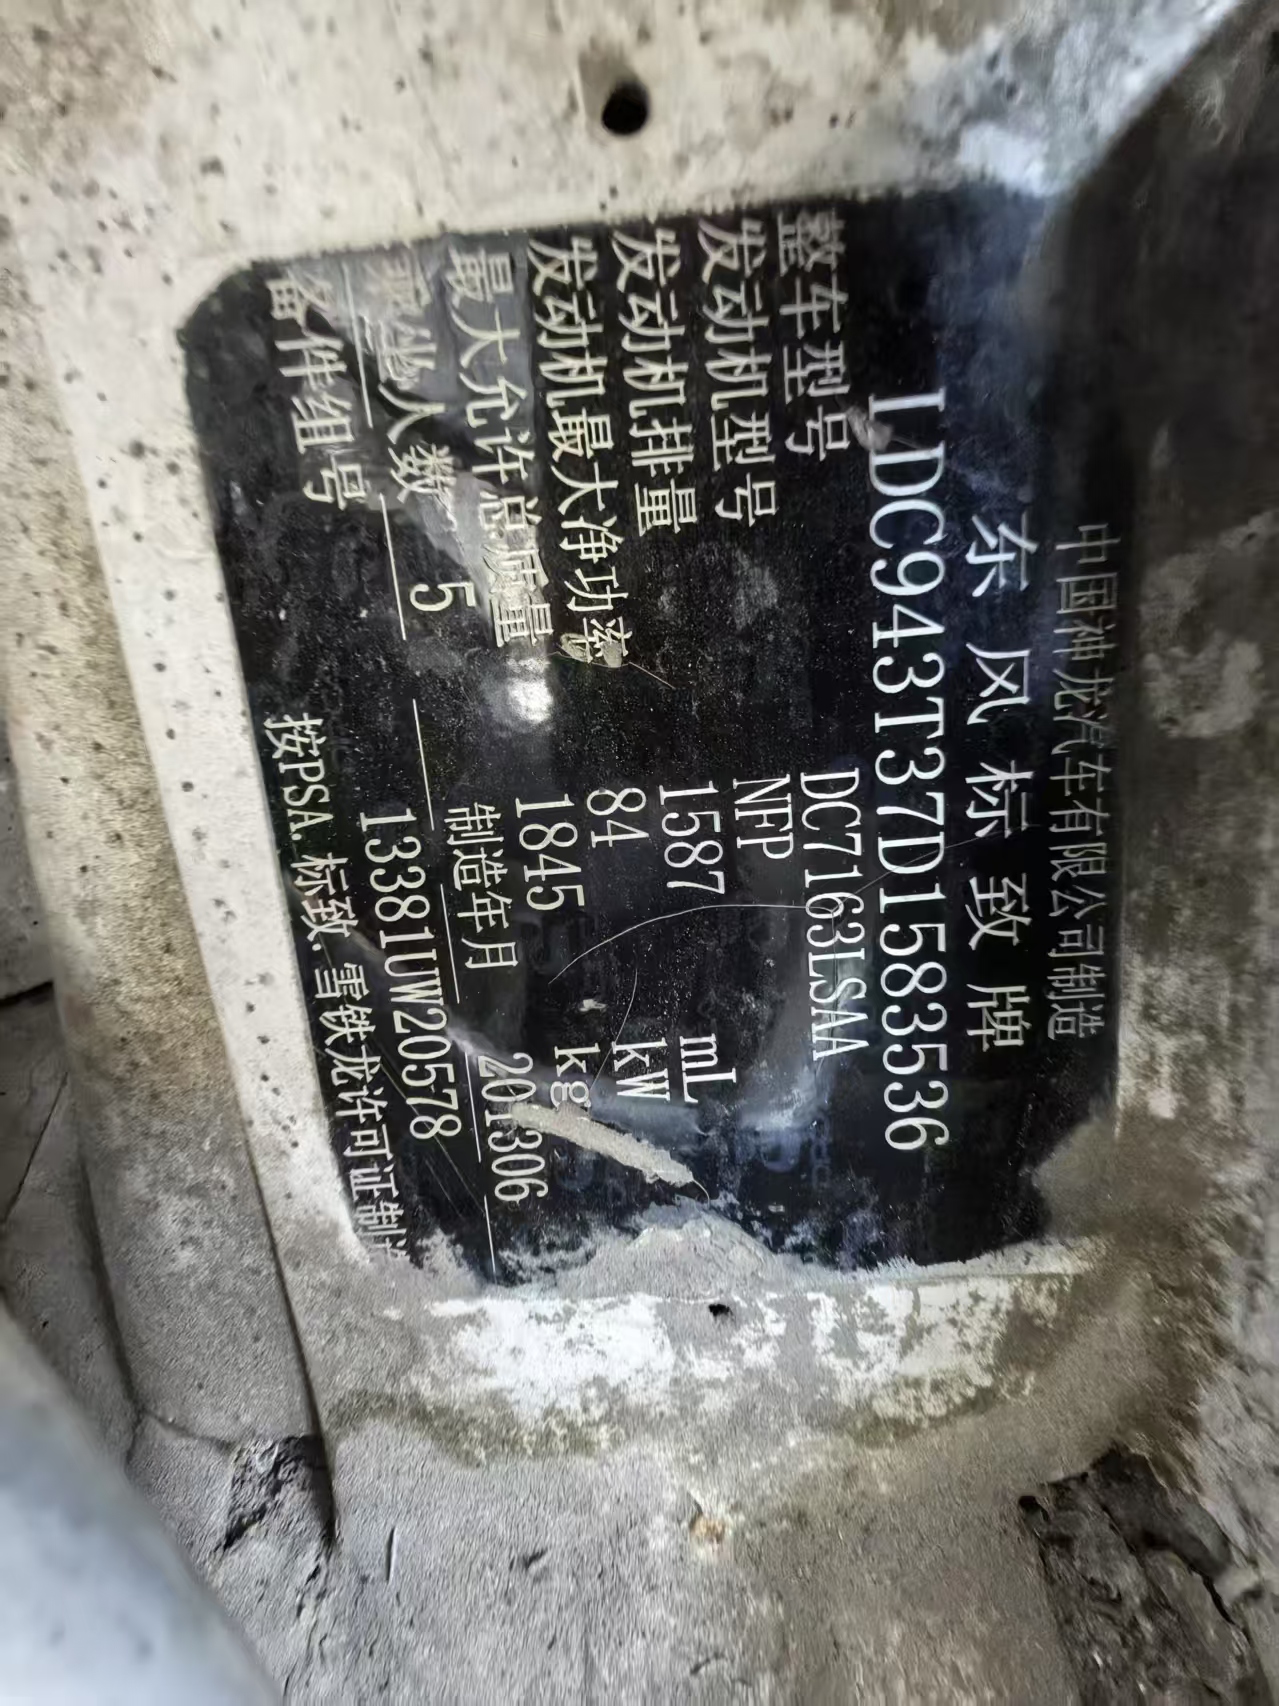 中国神龙汽车有限公司制造
东风标致牌
LDC943T37D1583536
整车型号 DC7163LSAA
发动机型号 NFP
发动机排量 1587 mL
发动机最大净功率 84 kW
最大允许总质量 1845 kg
乘坐人数 5 制造年月 201306
备件组号 13381UW20578
按PSA.标致.雪铁龙许可证制造